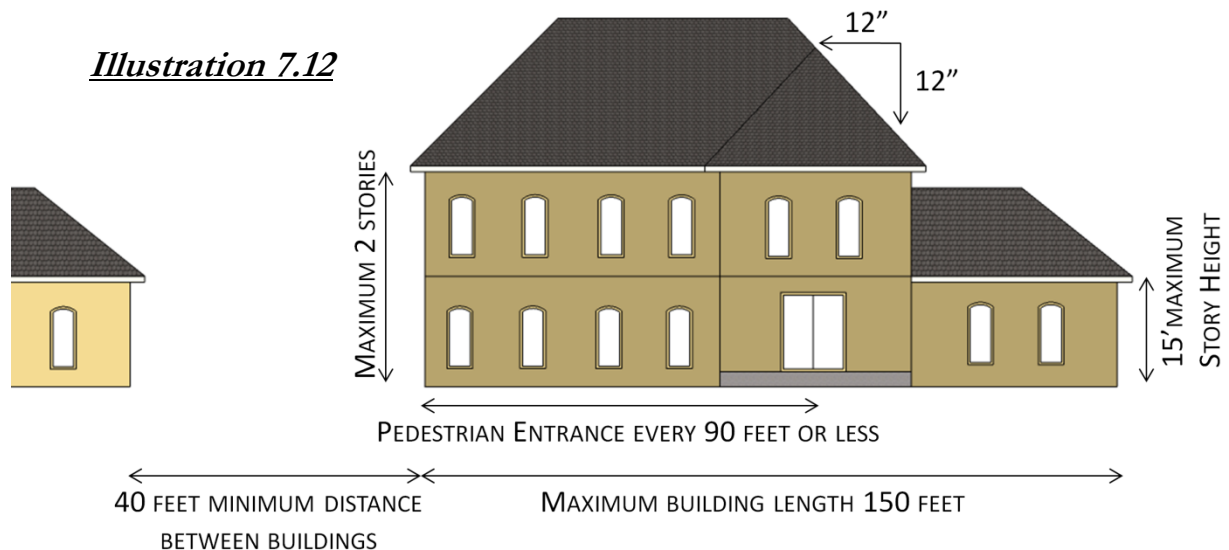 Illustration 7.12
12”
12”
MAXIMUM 2 STORIES
15’MAXIMUM
STORY HEIGHT
PEDESTRIAN ENTRANCE EVERY 90 FEET OR LESS
40 FEET MINIMUM DISTANCE
BETWEEN BUILDINGS
MAXIMUM BUILDING LENGTH 150 FEET